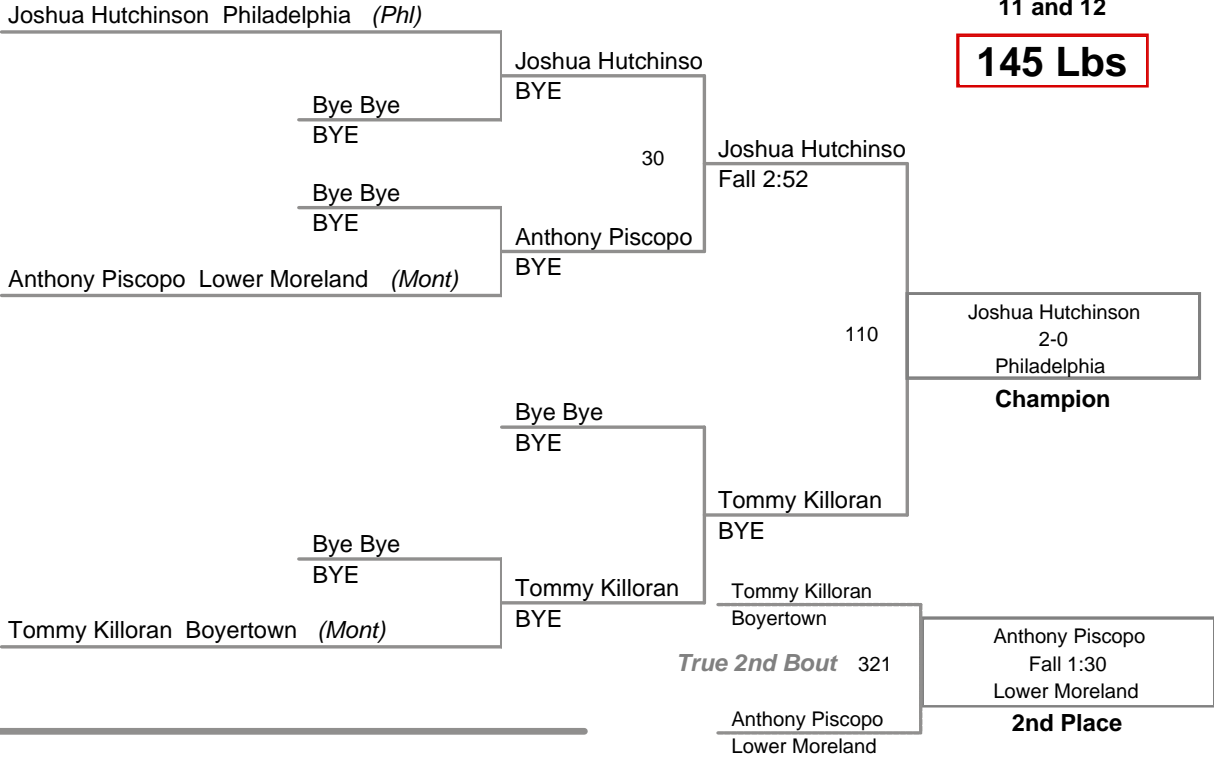 11 and 12
145 Lbs
Joshua Hutchinson Philadelphia (Phl)
Joshua Hutchinso
BYE
Bye Bye
BYE
30
Joshua Hutchinso
Fall 2:52
Bye Bye
BYE
Anthony Piscopo
BYE
Anthony Piscopo Lower Moreland (Mont)
110
Joshua Hutchinson
2-0
Philadelphia
Champion
Bye Bye
BYE
Tommy Killoran
BYE
Bye Bye
BYE
Tommy Killoran
BYE
Tommy Killoran Boyertown (Mont)
Tommy Killoran
Boyertown
True 2nd Bout 321
Anthony Piscopo
Lower Moreland
Anthony Piscopo
Fall 1:30
Lower Moreland
2nd Place